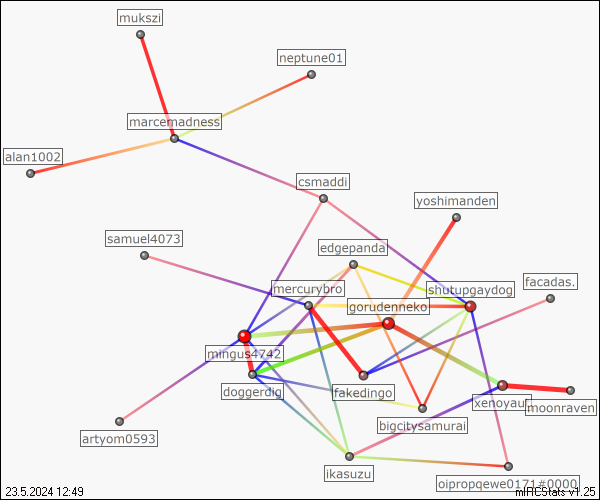 mukszi
neptune01
marcemadness
alan1002
csmaddi
yoshimanden
samuel4073
edgepanda
mercurybro
shutupgaydog
facadas.
gorudenneko
mingus4742
doggerdig
fakedingo
xenoyauf
moonraven
bigcitysamurai
artyom0593
ikasuzu
oipropqewe0171#0000
23.5.2024 12:49
mIRCStats v1.25